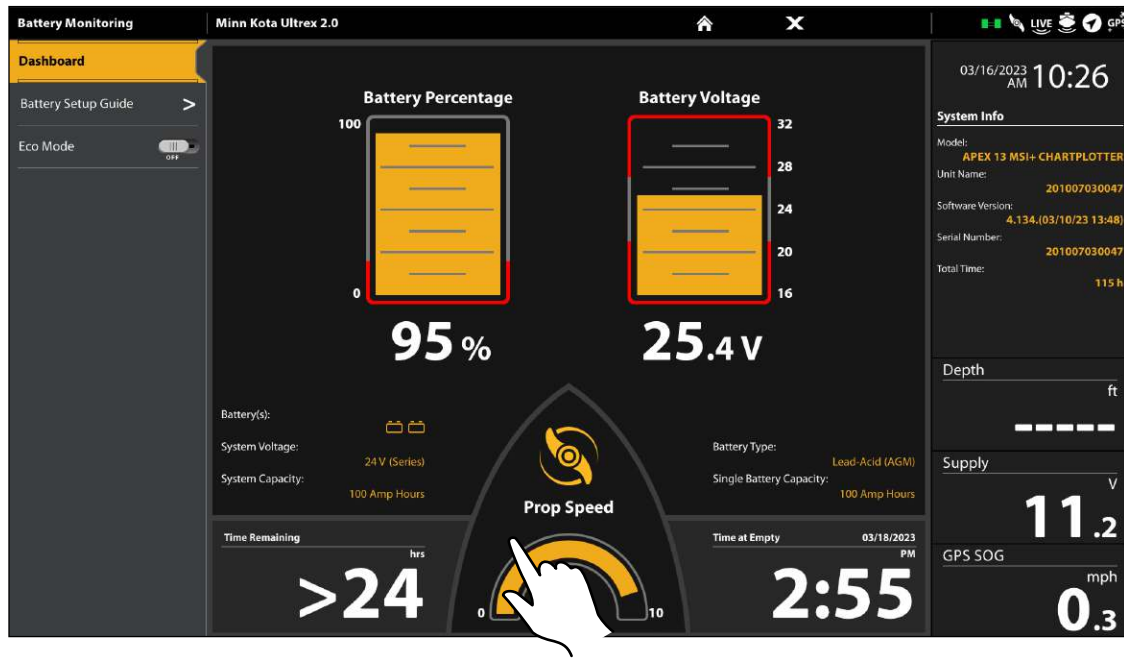 Battery Monitoring
Minn Kota Ultrex 2.0
X
LIVE
Dashboard
Battery Setup Guide >
Eco Mode
OFF
Battery Percentage
100
0
95 %
Battery Voltage
32
28
24
20
16
25.4 V
Battery(s):
System Voltage:
24 V (Series)
System Capacity:
100 Amp Hours
Battery Type:
Lead-Acid (AGM)
Single Battery Capacity:
100 Amp Hours
Prop Speed
0
10
Time Remaining
hrs
>24
Time at Empty 03/18/2023
PM
2:55
03/16/2023
AM 10:26
System Info
Model:
APEX 13 MSI+ CHARTPLOTTER
Unit Name:
201007030047
Software Version:
4.134.(03/10/23 13:48)
Serial Number:
201007030047
Total Time:
115 h
Depth
ft
-----
Supply
V
11.2
GPS SOG
mph
0.3